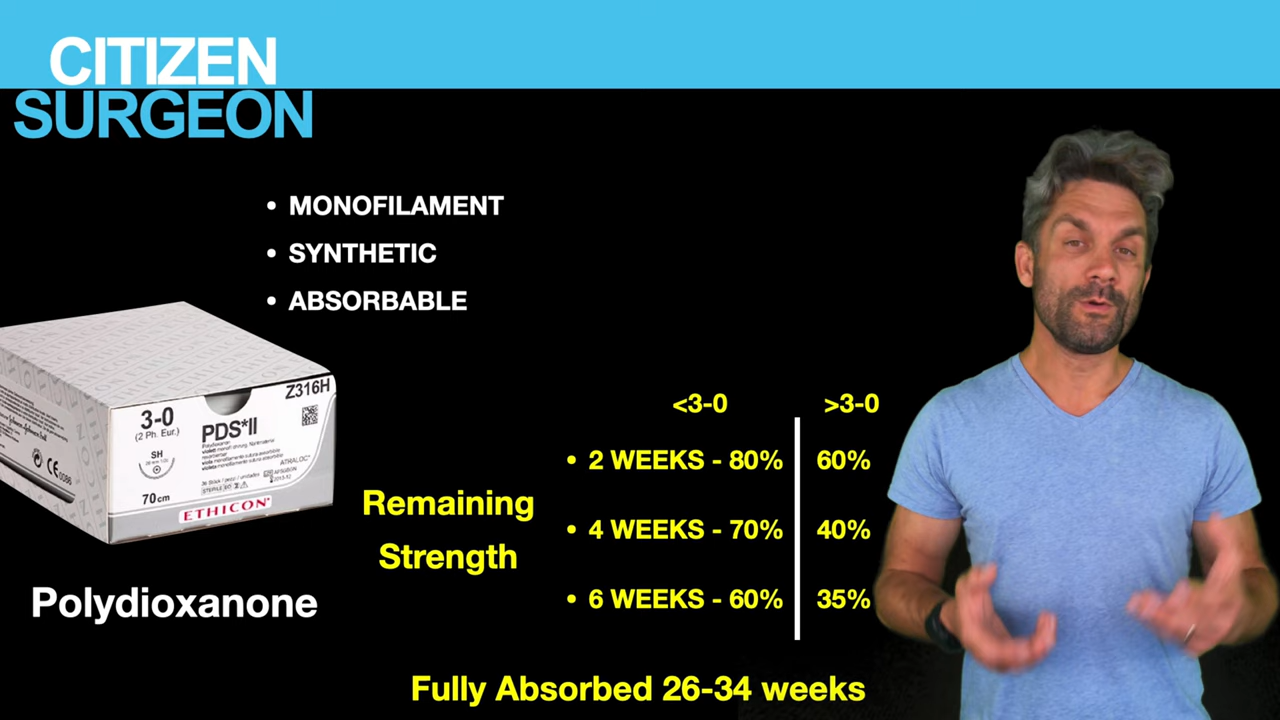 CITIZEN
SURGEON
• MONOFILAMENT
• SYNTHETIC
• ABSORBABLE
Z316H
3-0
(2 Ph. Eur.)
PDS*II
SH
ATRALOC*
70cm
ETHICON*
Polydioxanone
Remaining
Strength
<3-0 >3-0
• 2 WEEKS - 80% 60%
• 4 WEEKS - 70% 40%
• 6 WEEKS - 60% 35%
Fully Absorbed 26-34 weeks